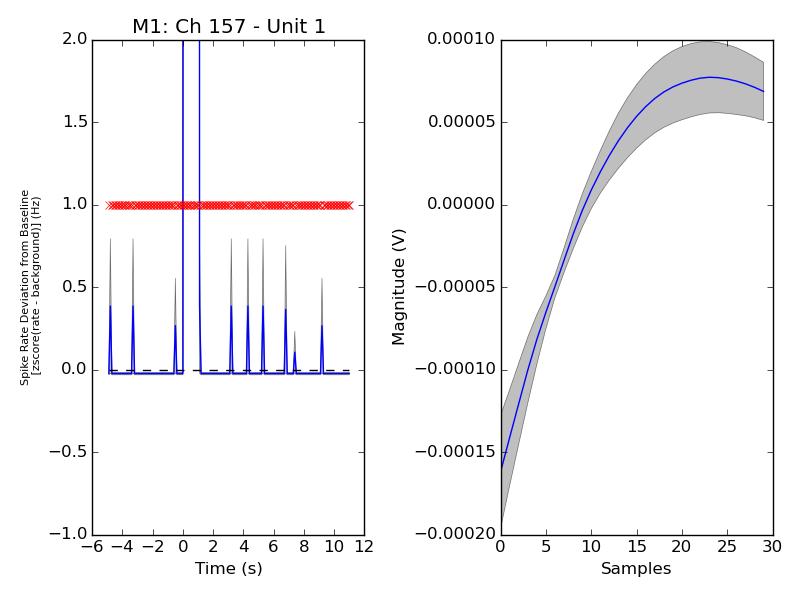 M1: Ch 157 - Unit 1
2.0
1.5
1.0
0.5
0.0
−0.5
−1.0
−6 −4 −2 0 2 4 6 8 10 12
Time (s)
Spike Rate Deviation from Baseline
[zscore(rate - background)] (Hz)
0.00010
0.00005
0.00000
−0.00005
−0.00010
−0.00015
−0.00020
0 5 10 15 20 25 30
Samples
Magnitude (V)